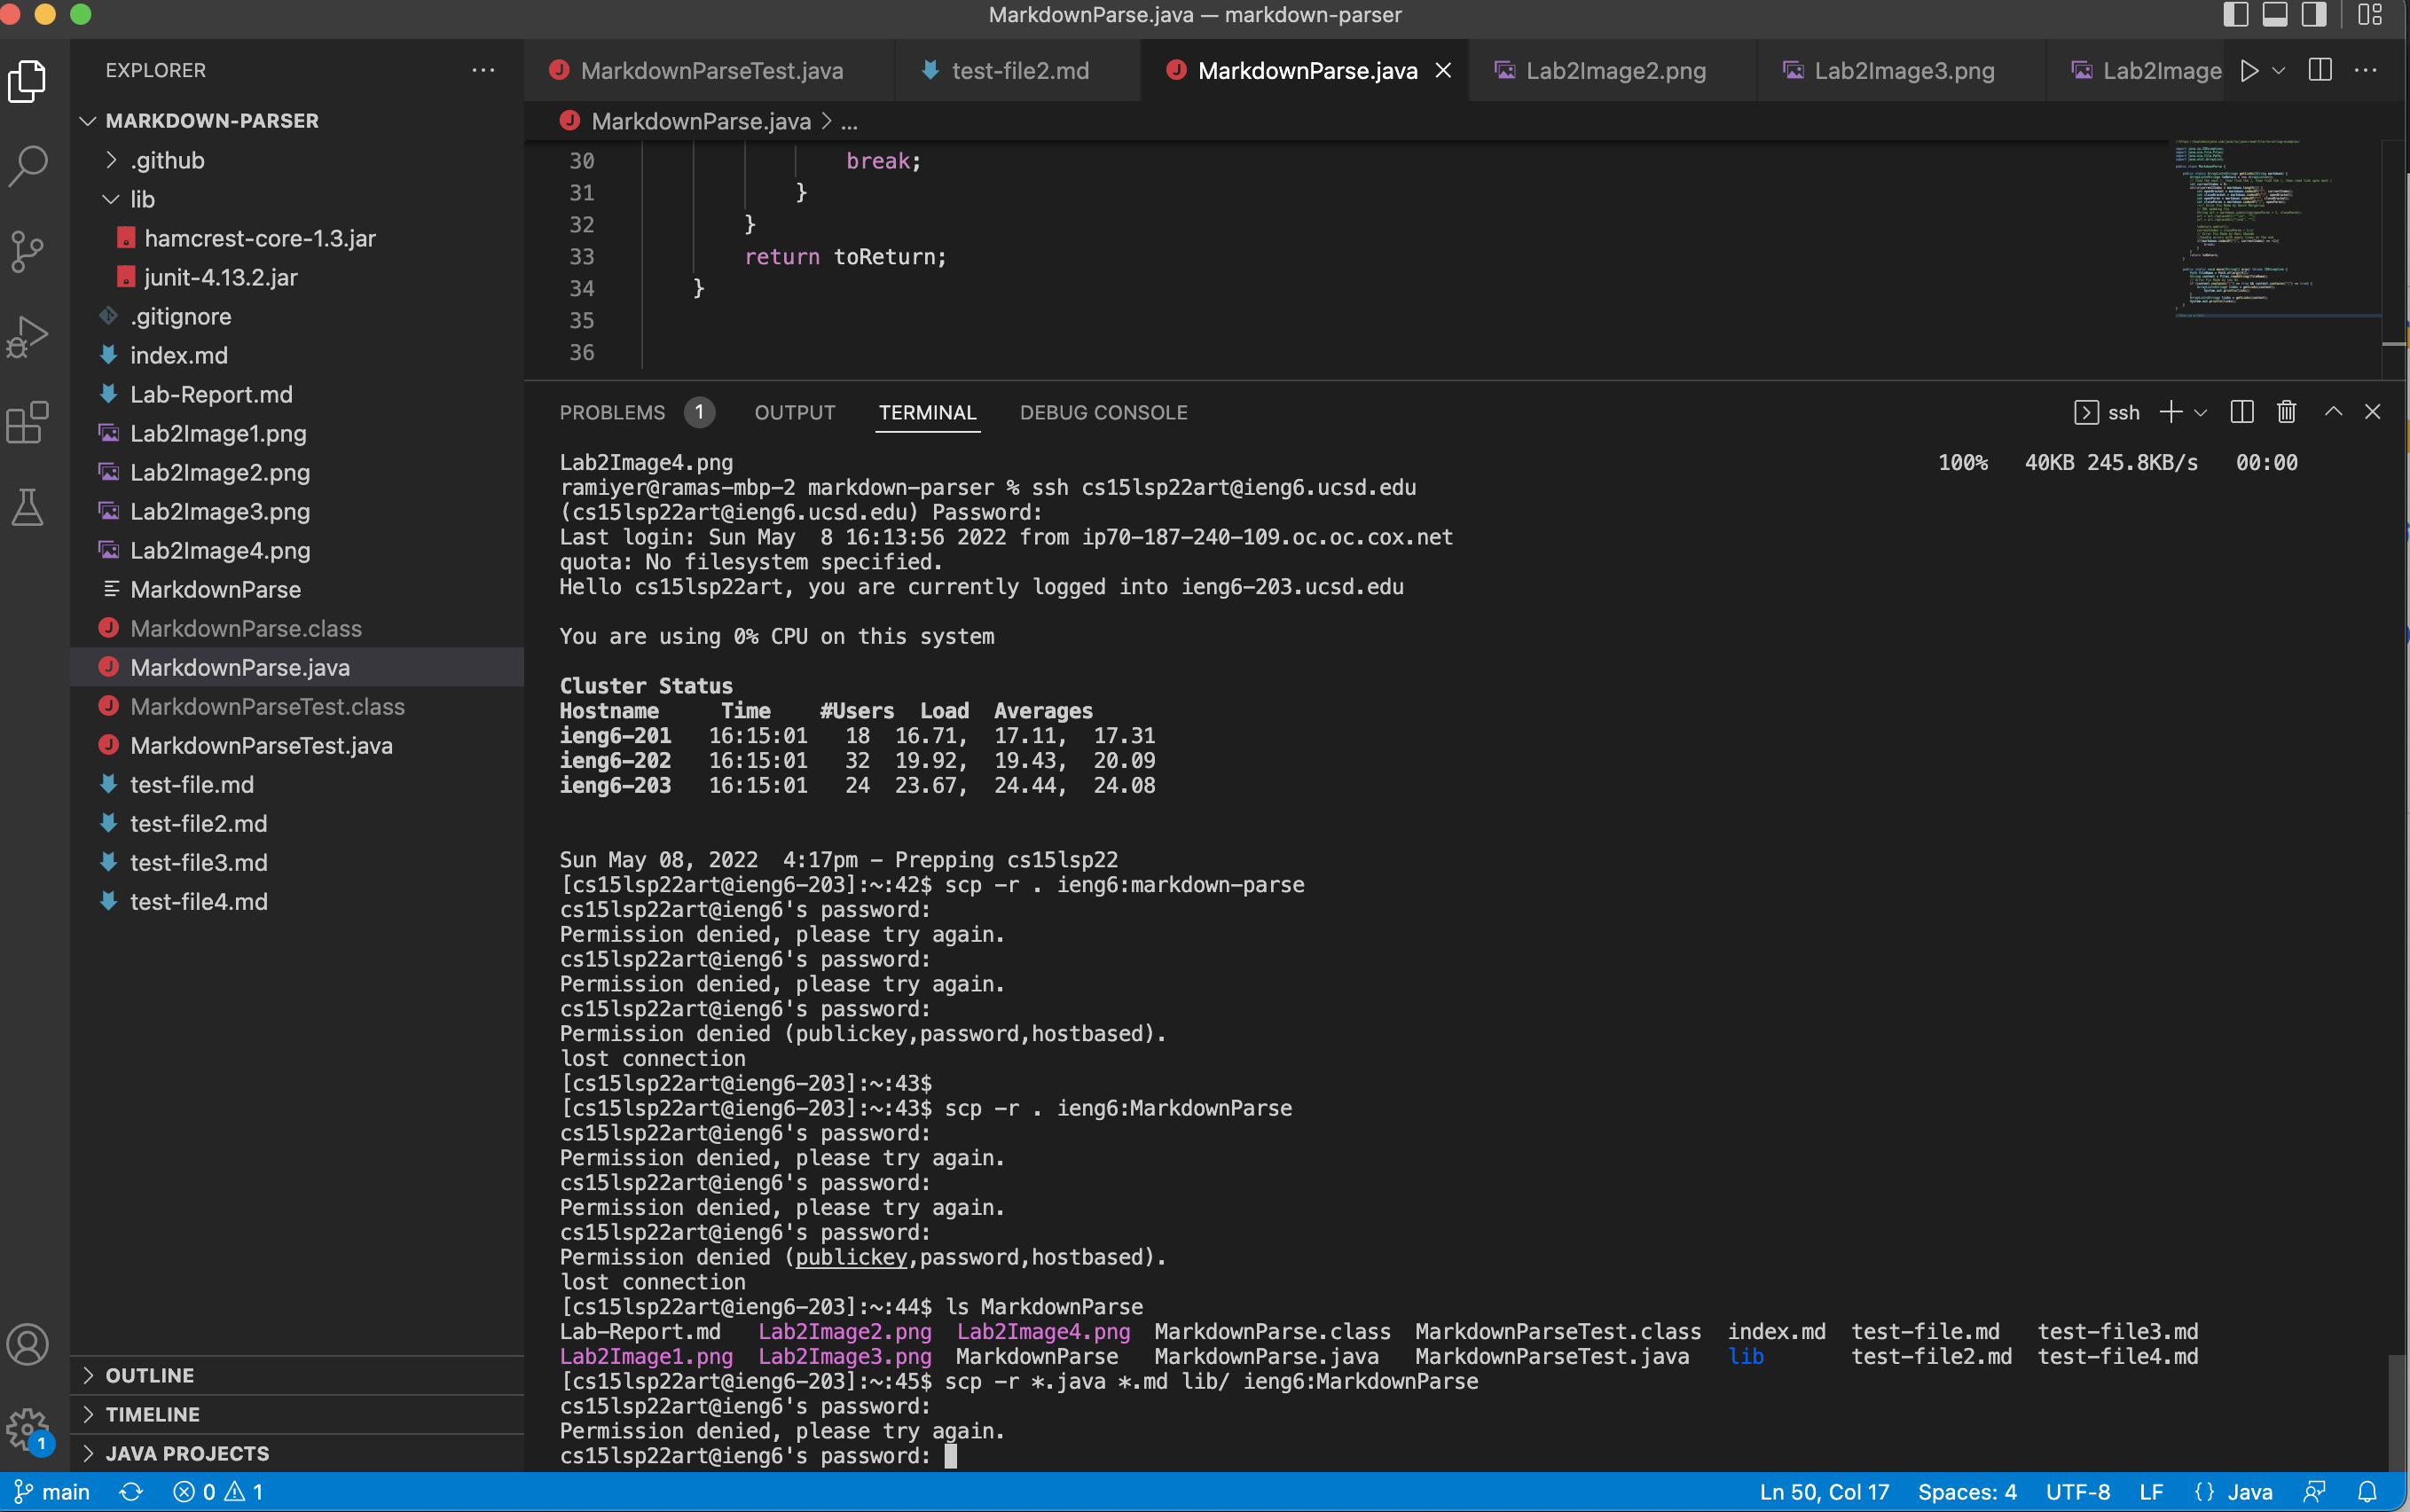 MarkdownParse.java — markdown-parser
EXPLORER
MarkdownParseTest.java
test-file2.md
MarkdownParse.java
Lab2Image2.png
Lab2Image3.png
Lab2Image
MARKDOWN-PARSER
.github
lib
hamcrest-core-1.3.jar
junit-4.13.2.jar
.gitignore
index.md
Lab-Report.md
Lab2Image1.png
Lab2Image2.png
Lab2Image3.png
Lab2Image4.png
MarkdownParse
MarkdownParse.class
MarkdownParse.java
MarkdownParseTest.class
MarkdownParseTest.java
test-file.md
test-file2.md
test-file3.md
test-file4.md
OUTLINE
TIMELINE
JAVA PROJECTS
MarkdownParse.java > ...
30 break;
31 }
32 }
33 return toReturn;
34 }
35
36
PROBLEMS 1 OUTPUT TERMINAL DEBUG CONSOLE
ssh
Lab2Image4.png 100% 40KB 245.8KB/s 00:00
ramiyer@ramas-mbp-2 markdown-parser % ssh cs15lsp22art@ieng6.ucsd.edu
(cs15lsp22art@ieng6.ucsd.edu) Password:
Last login: Sun May  8 16:13:56 2022 from ip70-187-240-109.oc.oc.cox.net
quota: No filesystem specified.
Hello cs15lsp22art, you are currently logged into ieng6-203.ucsd.edu
You are using 0% CPU on this system
Cluster Status
Hostname Time #Users Load Averages
ieng6-201 16:15:01 18 16.71, 17.11, 17.31
ieng6-202 16:15:01 32 19.92, 19.43, 20.09
ieng6-203 16:15:01 24 23.67, 24.44, 24.08
Sun May 08, 2022  4:17pm - Prepping cs15lsp22
[cs15lsp22art@ieng6-203]:~:42$ scp -r . ieng6:markdown-parse
cs15lsp22art@ieng6's password:
Permission denied, please try again.
cs15lsp22art@ieng6's password:
Permission denied, please try again.
cs15lsp22art@ieng6's password:
Permission denied (publickey,password,hostbased).
lost connection
[cs15lsp22art@ieng6-203]:~:43$
[cs15lsp22art@ieng6-203]:~:43$ scp -r . ieng6:MarkdownParse
cs15lsp22art@ieng6's password:
Permission denied, please try again.
cs15lsp22art@ieng6's password:
Permission denied, please try again.
cs15lsp22art@ieng6's password:
Permission denied (publickey,password,hostbased).
lost connection
[cs15lsp22art@ieng6-203]:~:44$ ls MarkdownParse
Lab-Report.md Lab2Image2.png Lab2Image4.png MarkdownParse.class MarkdownParseTest.class index.md test-file.md test-file3.md
Lab2Image1.png Lab2Image3.png MarkdownParse MarkdownParse.java MarkdownParseTest.java lib test-file2.md test-file4.md
[cs15lsp22art@ieng6-203]:~:45$ scp -r *.java *.md lib/ ieng6:MarkdownParse
cs15lsp22art@ieng6's password:
Permission denied, please try again.
cs15lsp22art@ieng6's password:
1
main 0 1 Ln 50, Col 17 Spaces: 4 UTF-8 LF {} Java